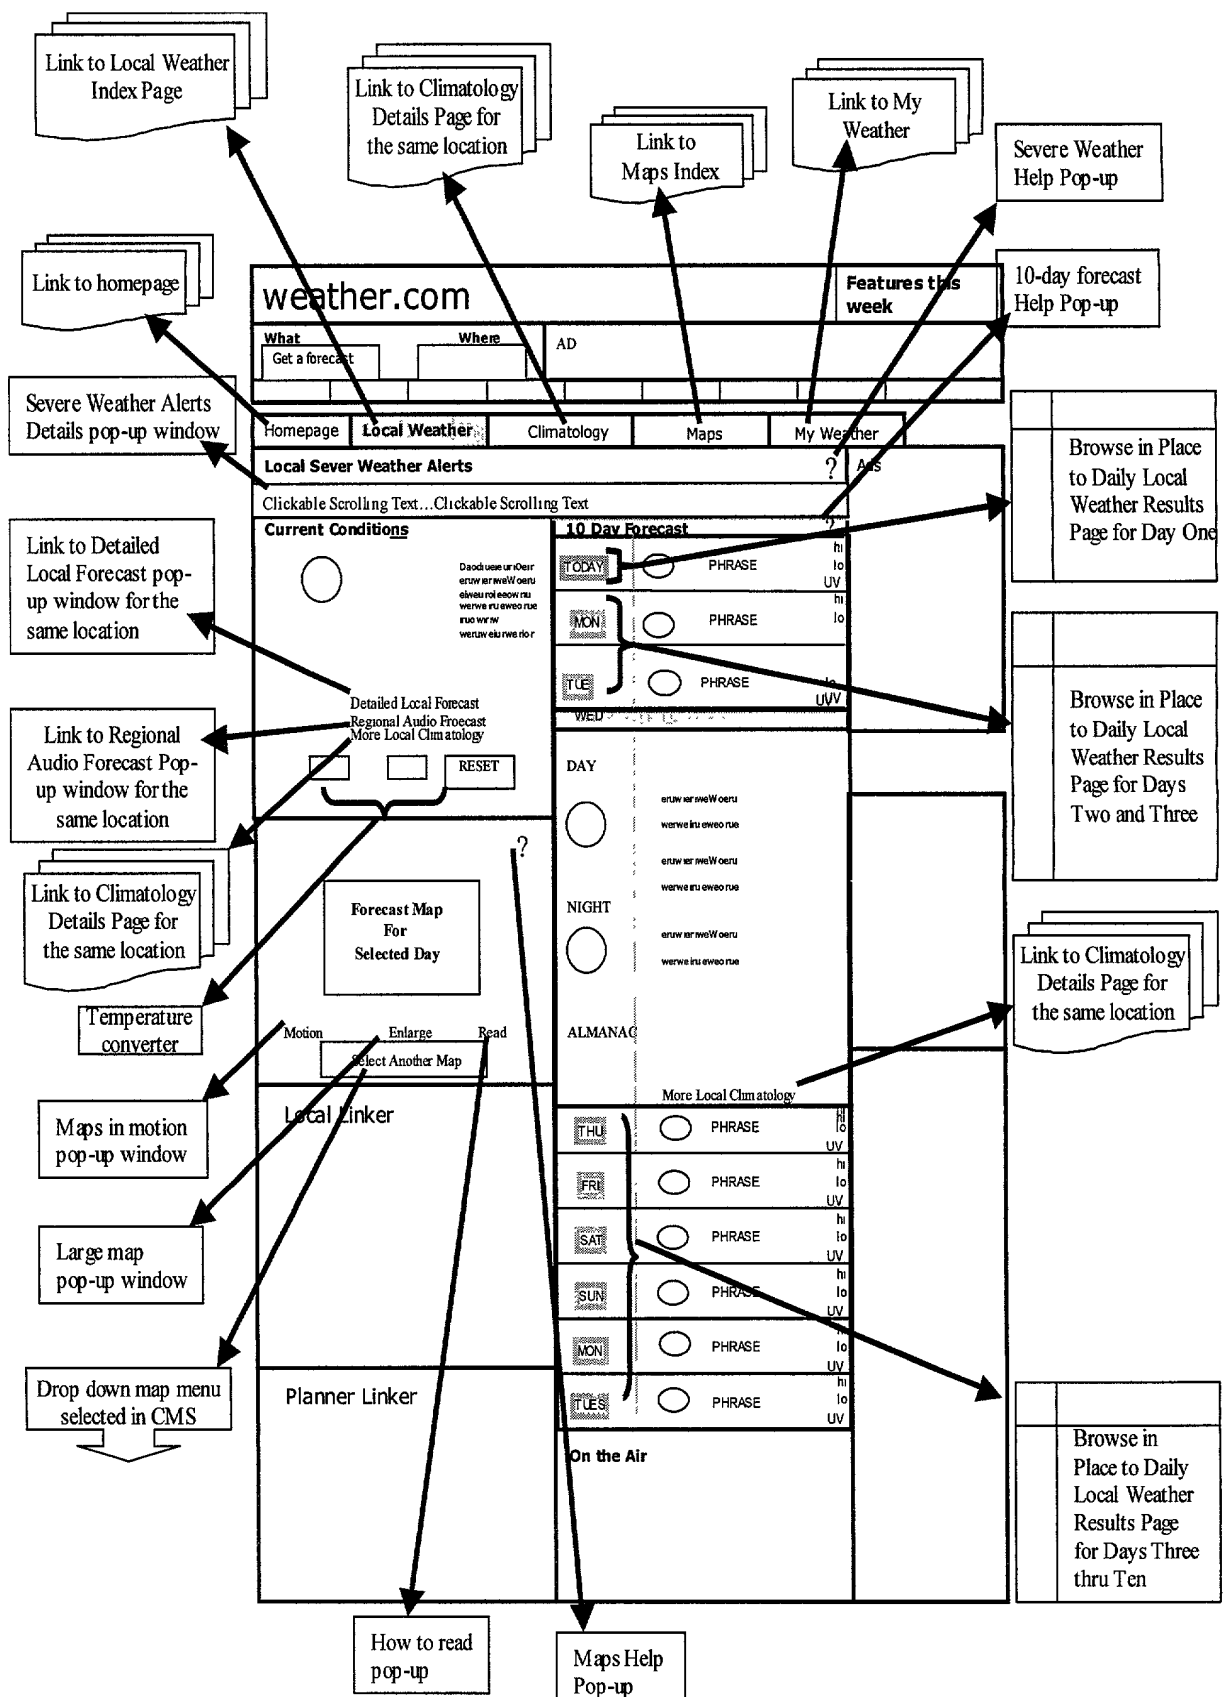 Link to Local Weather
Index Page
Link to Climatology
Details Page for
the same location
Link to
Maps Index
Link to My
Weather
Severe Weather
Help Pop-up
Link to homepage
10-day forecast
Help Pop-up
weather.com
Features this
week
What
Where
AD
Get a forecast
Severe Weather Alerts
Details pop-up window
Homepage
Local Weather
Climatology
Maps
My Weather
Local Sever Weather Alerts
?
Ads
Clickable Scrolling Text...Clickable Scrolling Text
Browse in Place
to Daily Local
Weather Results
Page for Day One
Current Conditions
10 Day Forecast
?
Link to Detailed
Local Forecast pop-
up window for the
same location
TODAY
PHRASE
hi
lo
UV
MON
PHRASE
hi
lo
TUE
PHRASE
lo
UV
WED
Browse in Place
to Daily Local
Weather Results
Page for Days
Two and Three
Detailed Local Forecast
Regional Audio Froecast
More Local Climatology
Link to Regional
Audio Forecast Pop-
up window for the
same location
RESET
DAY
?
Link to Climatology
Details Page for
the same location
Forecast Map
For
Selected Day
NIGHT
Link to Climatology
Details Page for
the same location
Temperature
converter
Motion
Enlarge
Read
ALMANAC
Select Another Map
More Local Climatology
Maps in motion
pop-up window
Local Linker
THU
PHRASE
hi
lo
UV
FRI
PHRASE
hi
lo
UV
Large map
pop-up window
SAT
PHRASE
hi
lo
UV
SUN
PHRASE
hi
lo
UV
MON
PHRASE
hi
lo
UV
Drop down map menu
selected in CMS
Planner Linker
TUES
PHRASE
hi
lo
UV
On the Air
Browse in
Place to Daily
Local Weather
Results Page
for Days Three
thru Ten
How to read
pop-up
Maps Help
Pop-up